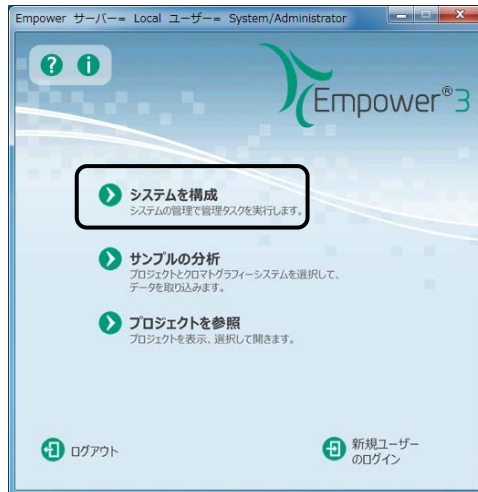 Empower サーバー= Local ユーザー= System/Administrator
? i
Empower®3
システムを構成
システムの管理で管理タスクを実行します。
サンプルの分析
プロジェクトとクロマトグラフィーシステムを選択して、
データを取り込みます。
プロジェクトを参照
プロジェクトを表示、選択して開きます。
ログアウト
新規ユーザー
のログイン